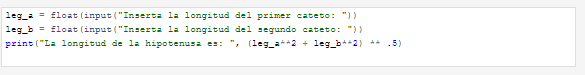 leg_a = float(input("Inserta la longitud del primer cateto: "))
leg_b = float(input("Inserta la longitud del segundo cateto: "))
print("La longitud de la hipotenusa es: ", (leg_a**2 + leg_b**2) ** .5)